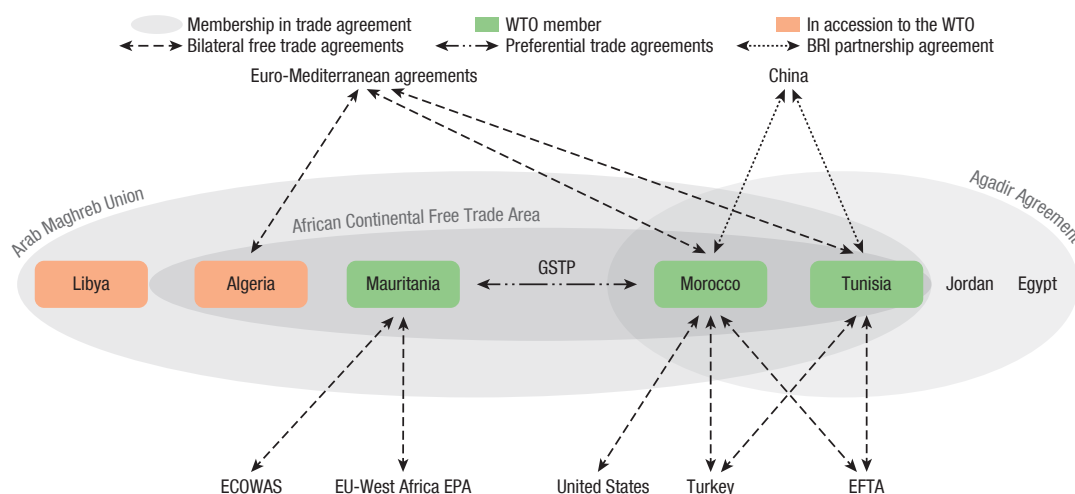 Membership in trade agreement
WTO member
In accession to the WTO
Bilateral free trade agreements
Preferential trade agreements
BRI partnership agreement
Euro-Mediterranean agreements
China
Arab Maghreb Union
African Continental Free Trade Area
Agadir Agreement
Libya
Algeria
Mauritania
GSTP
Morocco
Tunisia
Jordan
Egypt
ECOWAS
EU-West Africa EPA
United States
Turkey
EFTA